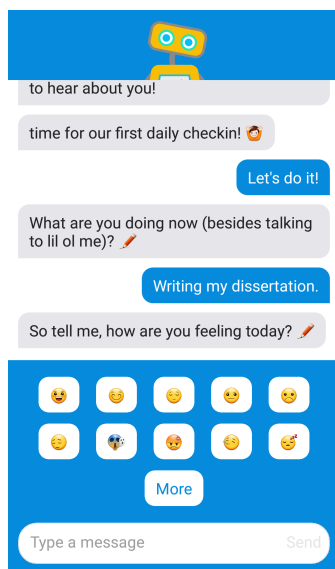 to hear about you!
time for our first daily checkin! 🙆
Let's do it!
What are you doing now (besides talking
to lil ol me)? 🖍️
Writing my dissertation.
So tell me, how are you feeling today? 🖍️
More
Type a message
Send